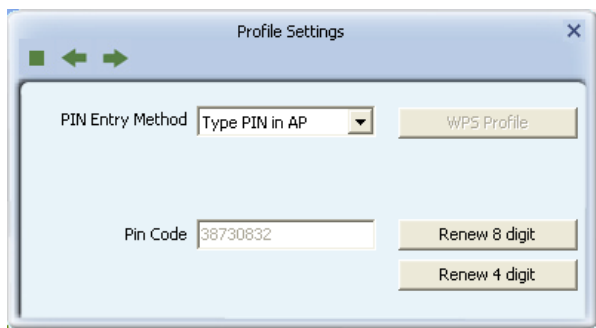 Profile Settings
PIN Entry Method Type PIN in AP WPS Profile
Pin Code 38730832 Renew 8 digit
Renew 4 digit